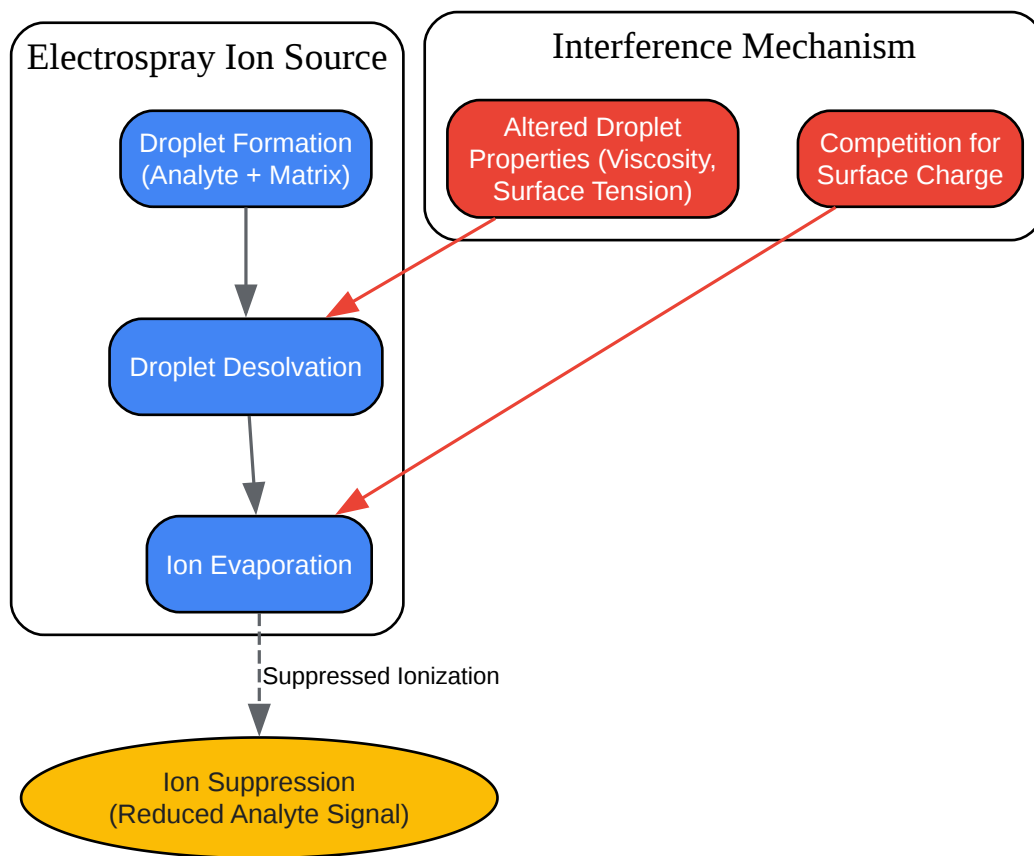 Electrospray Ion Source
Droplet Formation
(Analyte + Matrix)
Droplet Desolvation
Ion Evaporation
Interference Mechanism
Altered Droplet
Properties (Viscosity,
Surface Tension)
Competition for
Surface Charge
Suppressed Ionization
Ion Suppression
(Reduced Analyte Signal)